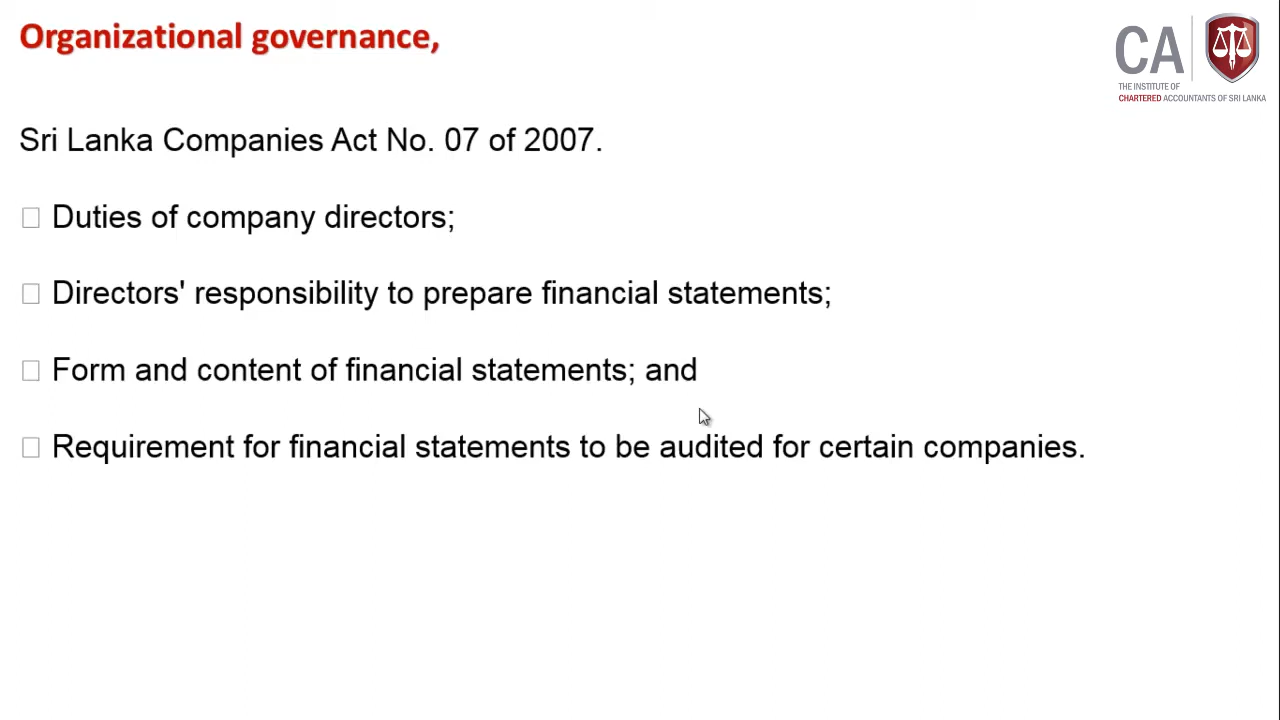 Organizational governance,
CA
THE INSTITUTE OF
CHARTERED ACCOUNTANTS OF SRI LANKA
Sri Lanka Companies Act No. 07 of 2007.
Duties of company directors;
Directors' responsibility to prepare financial statements;
Form and content of financial statements; and
Requirement for financial statements to be audited for certain companies.